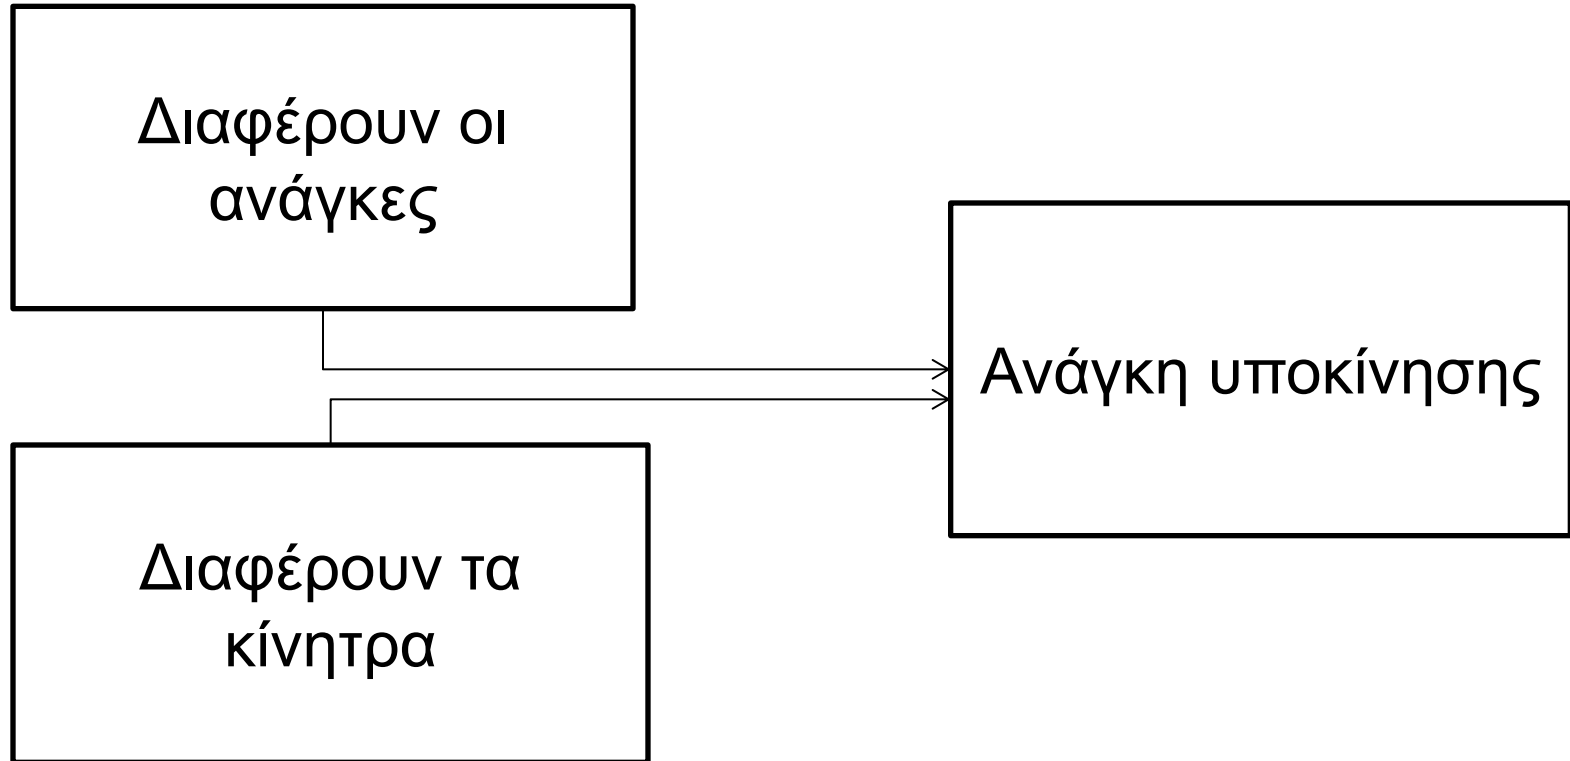 Διαφέρουν οι
ανάγκες
Ανάγκη υποκίνησης
Διαφέρουν τα
κίνητρα